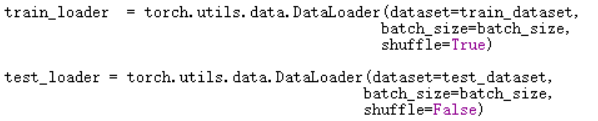 train_loader  = torch.utils.data.DataLoader(dataset=train_dataset,
                                            batch_size=batch_size,
                                            shuffle=True)
test_loader = torch.utils.data.DataLoader(dataset=test_dataset,
                                          batch_size=batch_size,
                                          shuffle=False)